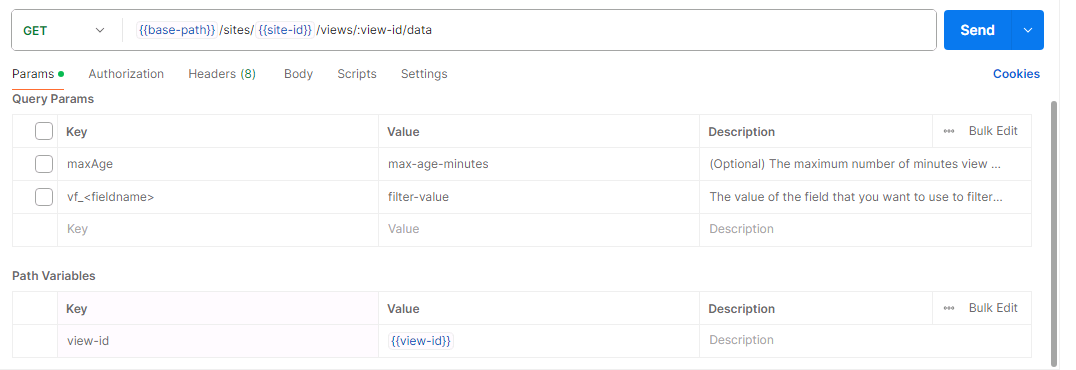 GET {{base-path}}/sites/ {{site-id}} /views/:view-id/data Send
Params Authorization Headers (8) Body Scripts Settings Cookies
Query Params
Key Value Description Bulk Edit
maxAge max-age-minutes (Optional) The maximum number of minutes view ...
vf_<fieldname> filter-value The value of the field that you want to use to filter...
Key Value Description
Path Variables
Key Value Description Bulk Edit
view-id {{view-id}} Description